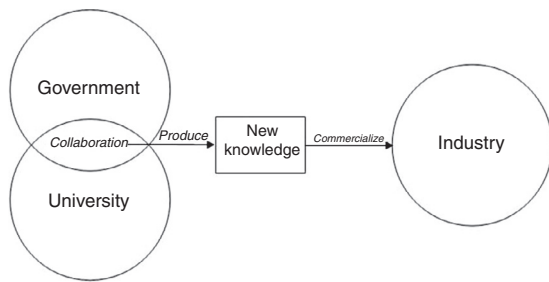 Government
Collaboration
Produce
New
knowledge
Commercialize
Industry
University